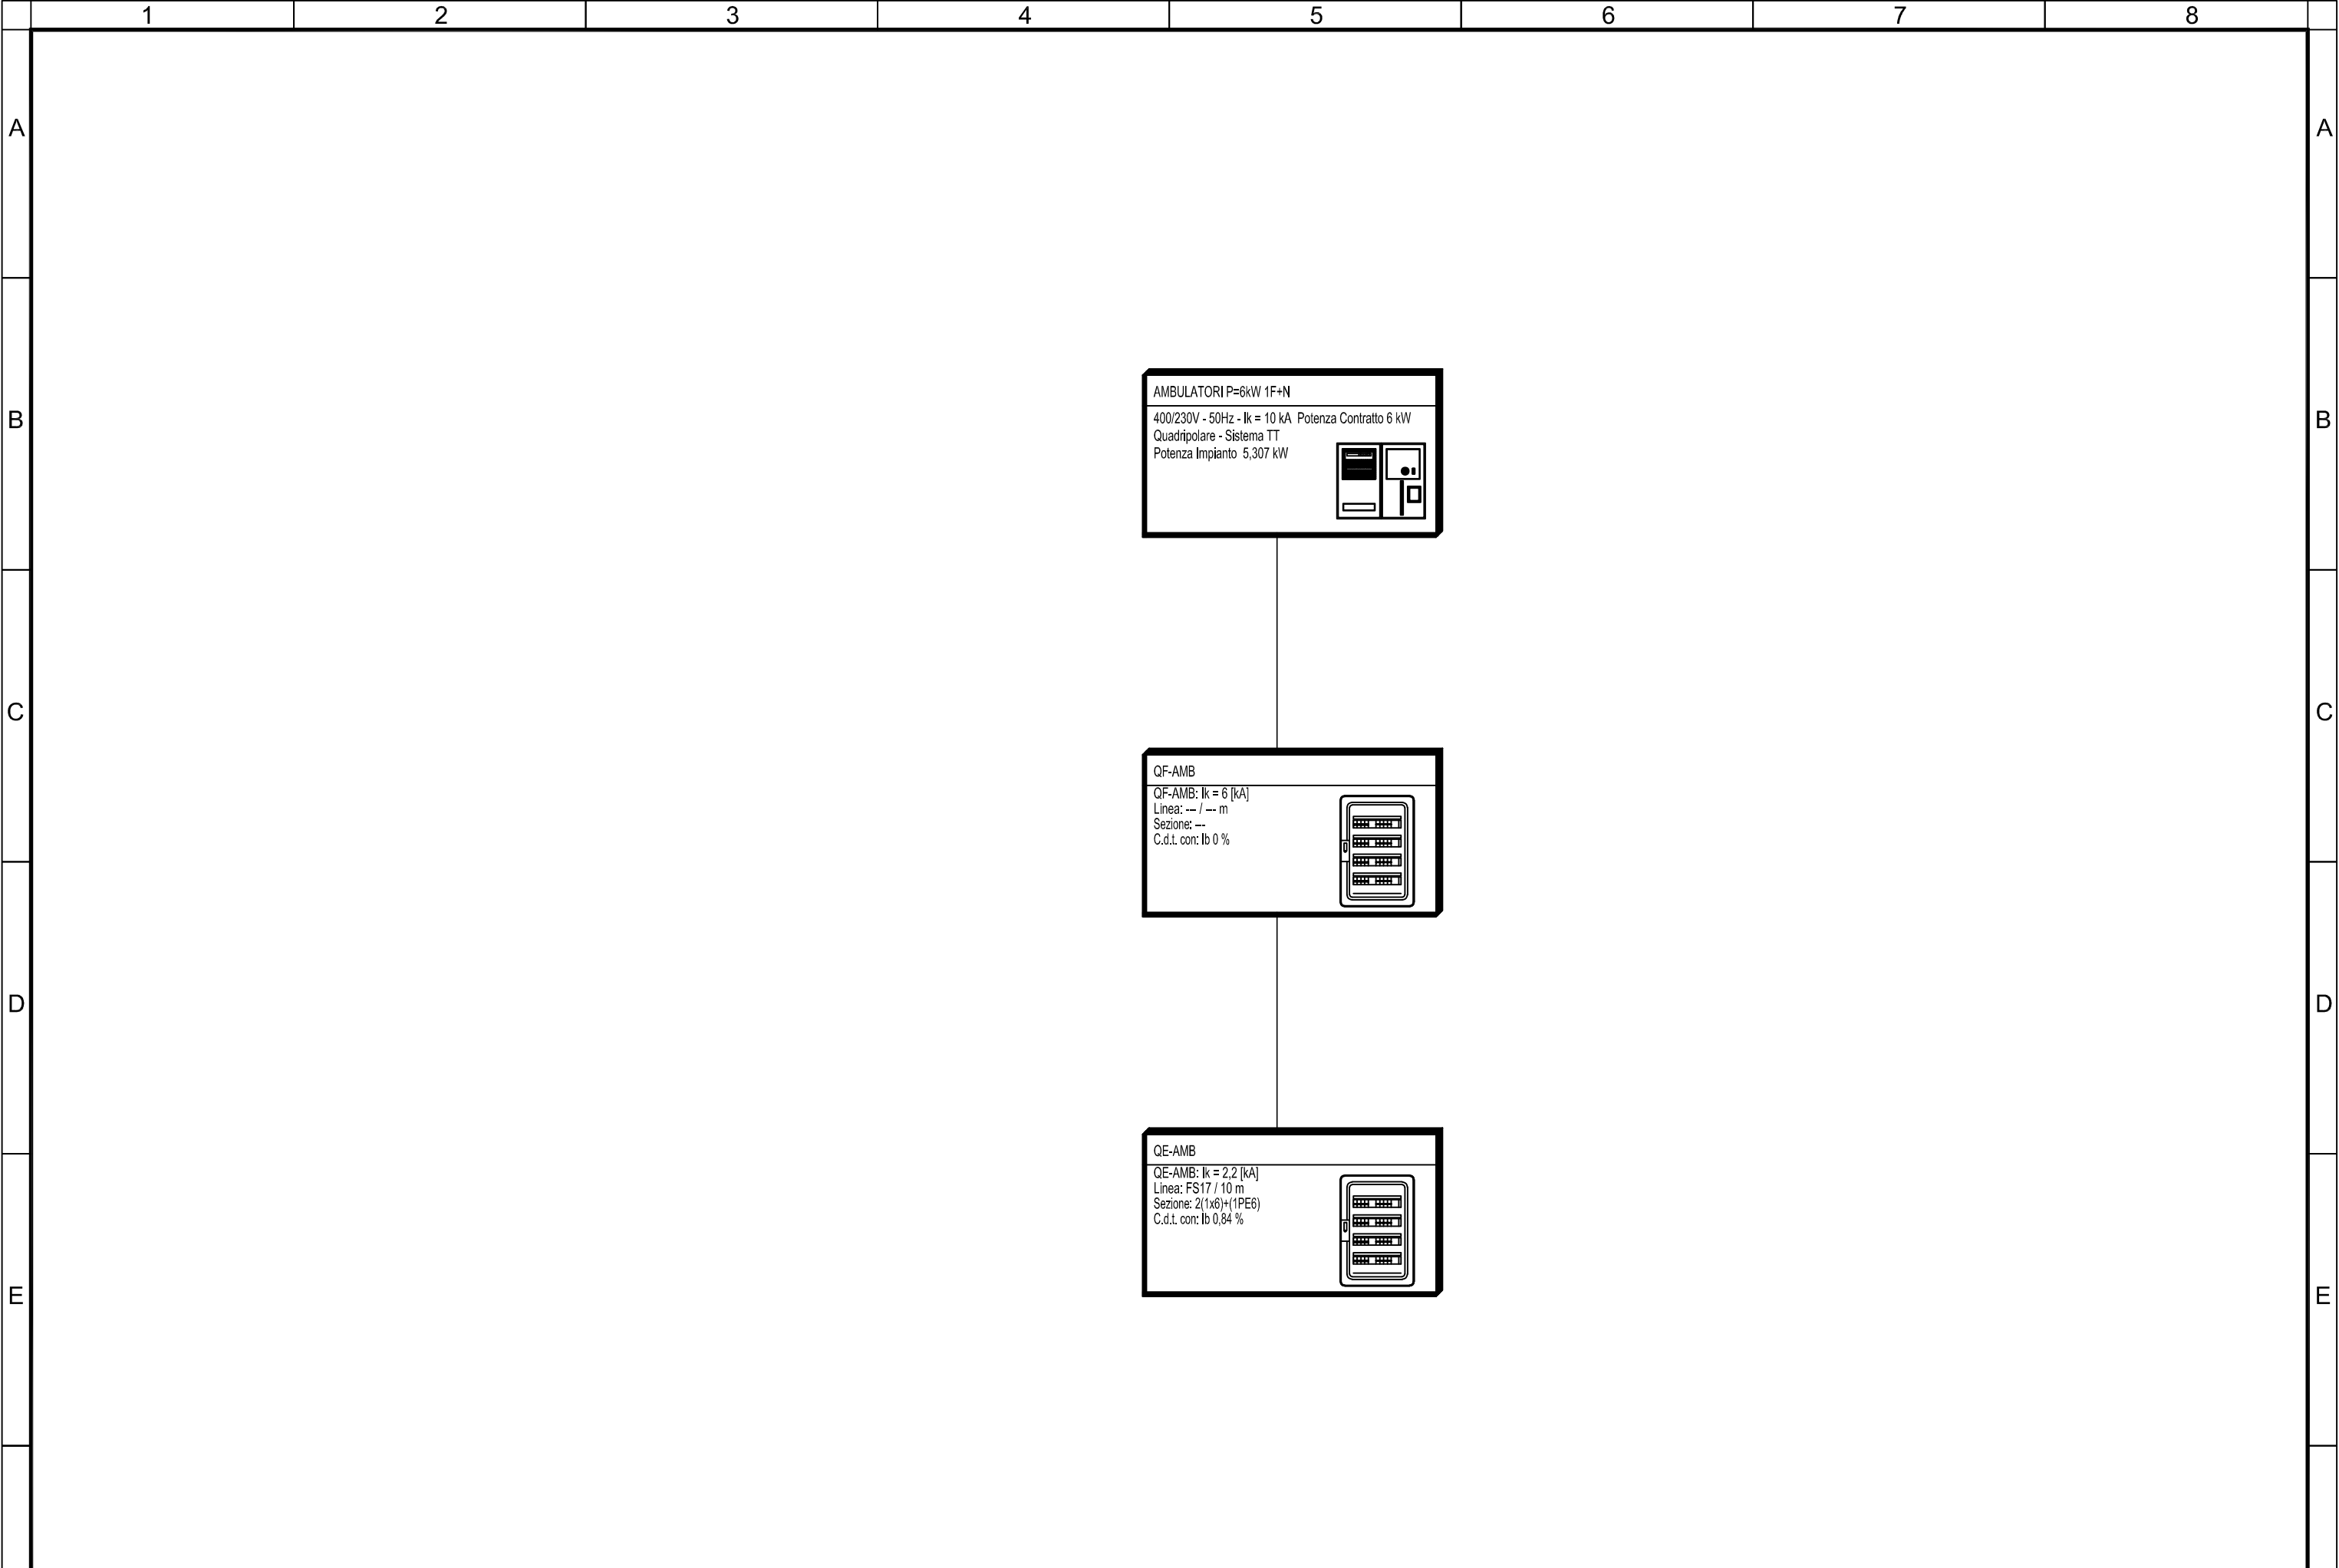 1 2 3 4 5 6 7 8
A A
AMBULATORI P=6kW 1F+N
400/230V - 50Hz - Ik = 10 kA Potenza Contratto 6 kW
B B
Quadripolare - Sistema TT
Potenza Impianto 5,307 kW
C C
QF-AMB
QF-AMB: Ik = 6 [kA]
Linea: --- / --- m
Sezione: ---
C.d.t. con: Ib 0 %
D D
QE-AMB
QE-AMB: Ik = 2,2 [kA]
Linea: FS17 / 10 m
Sezione: 2(1x6)+(1PE6)
C.d.t. con: Ib 0,84 %
E E